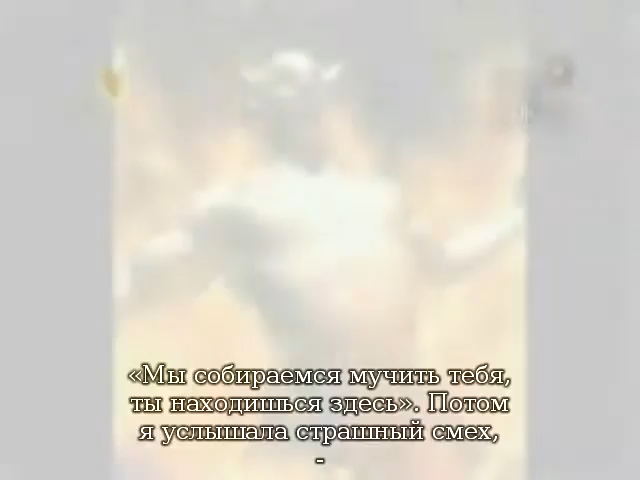 «Мы собираемся мучить тебя,
ты находишься здесь». Потом
я услышала страшный смех,
-